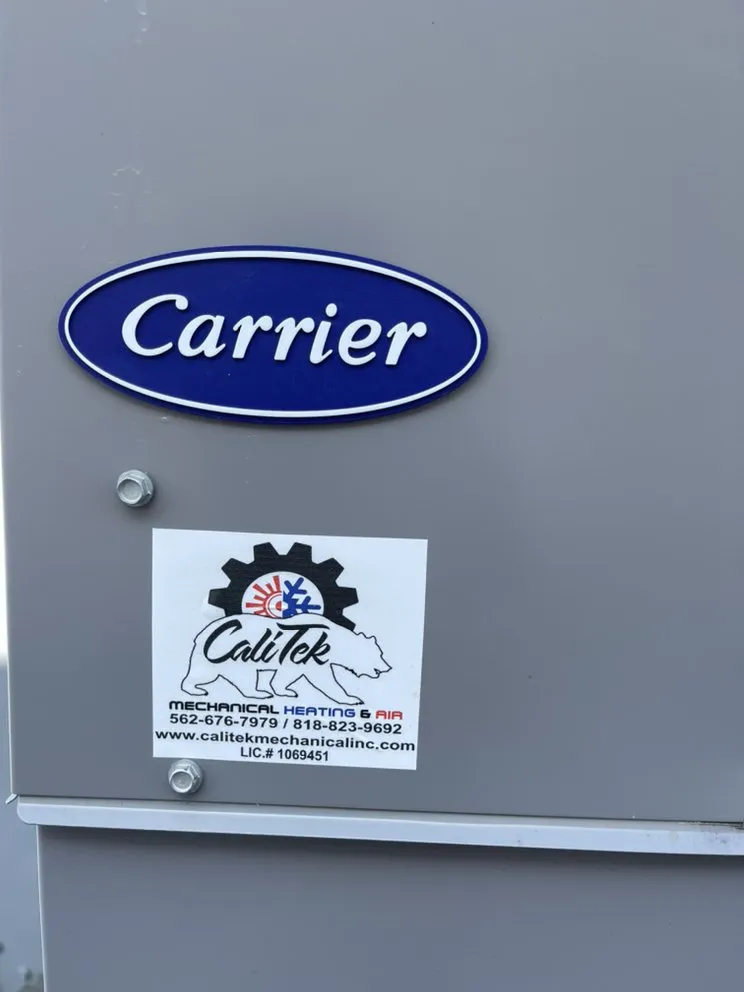 Carrier
CaliTek
MECHANICAL HEATING & AIR
562-676-7979 / 818-823-9692
www.calitekmechanicalinc.com
LIC.# 1069451